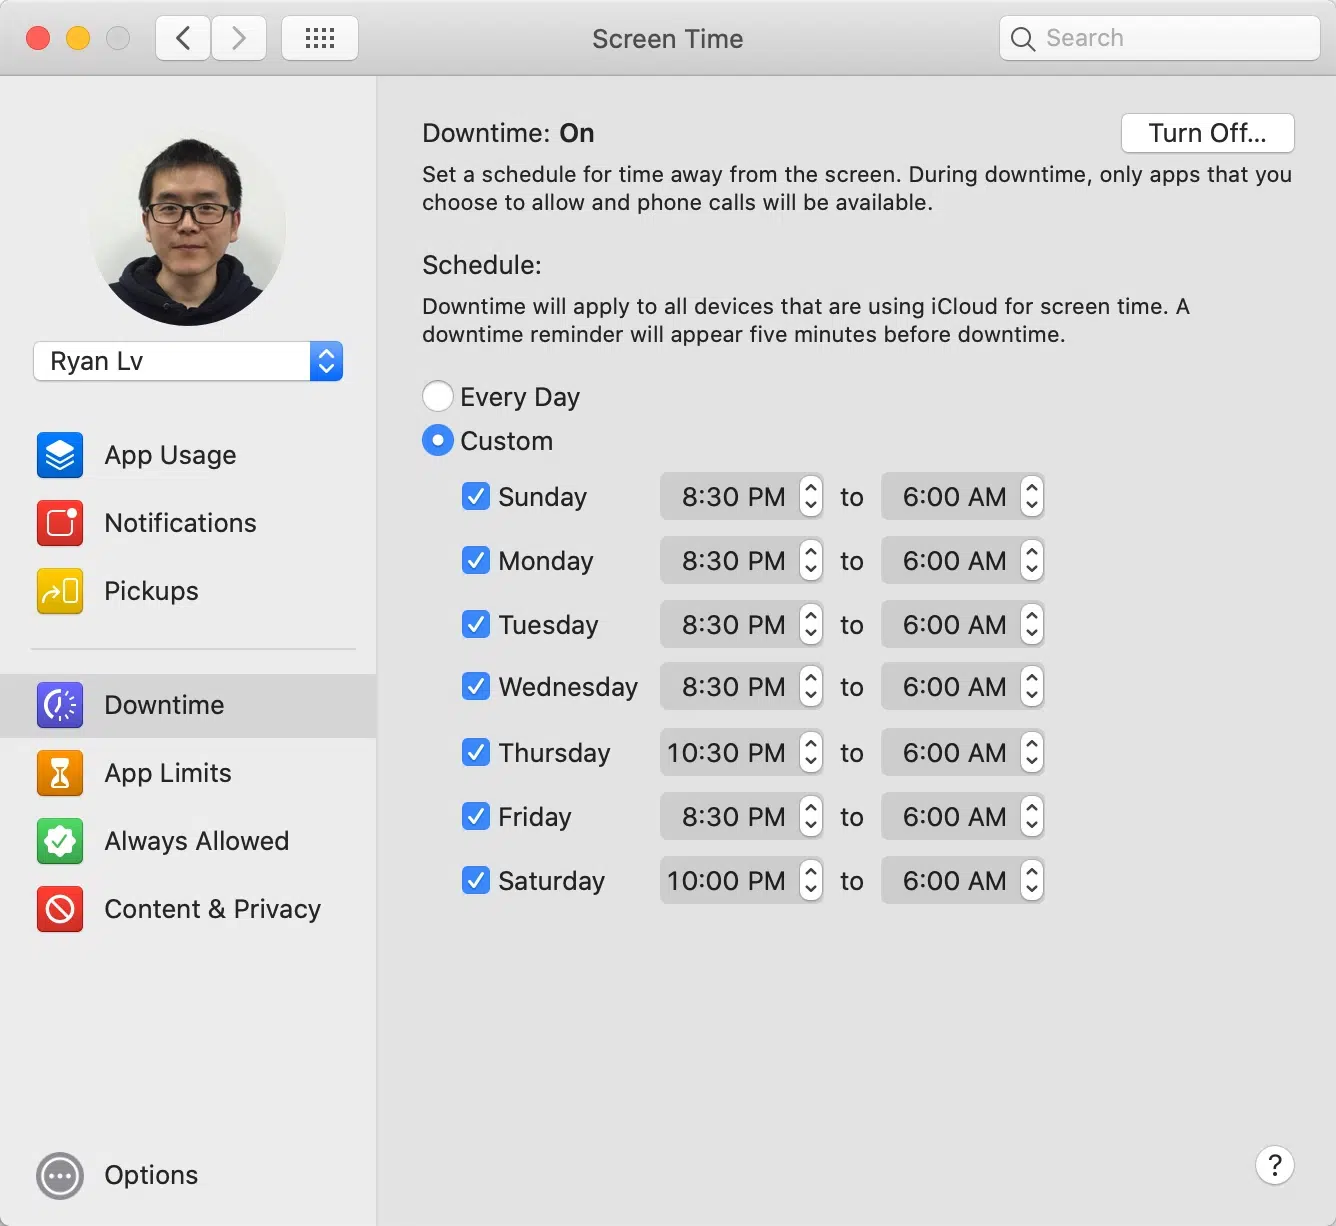 Screen Time
Search
Ryan Lv
App Usage
Notifications
Pickups
Downtime
App Limits
Always Allowed
Content & Privacy
Options
Downtime: On
Turn Off...
Set a schedule for time away from the screen. During downtime, only apps that you
choose to allow and phone calls will be available.
Schedule:
Downtime will apply to all devices that are using iCloud for screen time. A
downtime reminder will appear five minutes before downtime.
Every Day
Custom
Sunday 8:30 PM to 6:00 AM
Monday 8:30 PM to 6:00 AM
Tuesday 8:30 PM to 6:00 AM
Wednesday 8:30 PM to 6:00 AM
Thursday 10:30 PM to 6:00 AM
Friday 8:30 PM to 6:00 AM
Saturday 10:00 PM to 6:00 AM
?